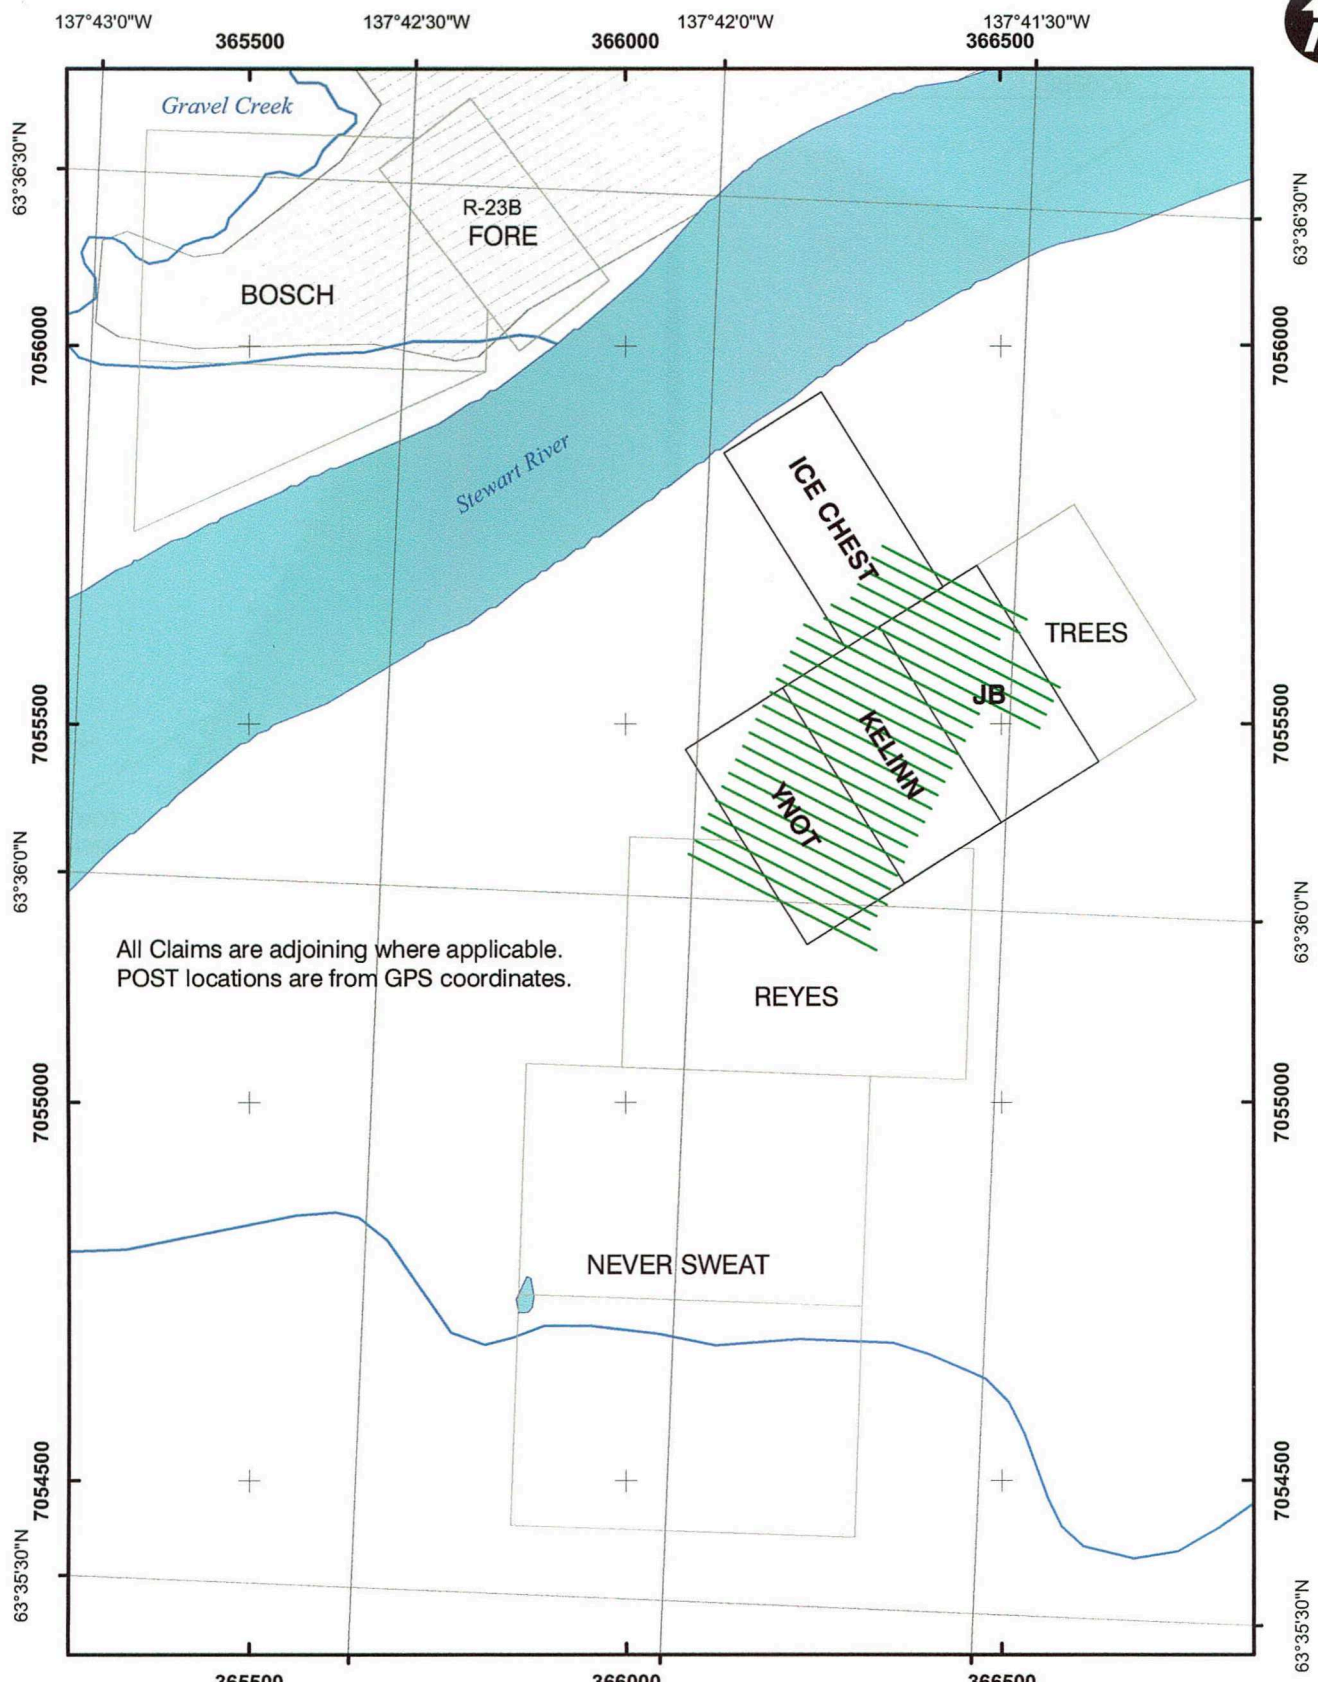 137°43'0"W 137°42'30"W 137°42'0"W 137°41'30"W
365500 366000 366500
Gravel Creek
63°36'30"N
63°36'30"N
R-23B
FORE
BOSCH
7056000
7056000
Stewart River
ICE CHEST
TREES
JB
7055500
7055500
KELINN
YNOT
63°36'0"N
63°36'0"N
All Claims are adjoining where applicable.
POST locations are from GPS coordinates.
REYES
7055000
7055000
NEVER SWEAT
7054500
7054500
63°35'30"N
63°35'30"N
365500 366000 366500